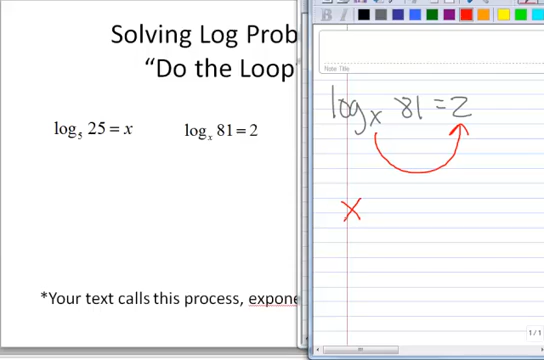 Solving Log Prob
"Do the Loop"
log₅ 25 = x
logₓ 81 = 2
*Your text calls this process, expone
B I
Note Title
logₓ 81 = 2
x
1/1